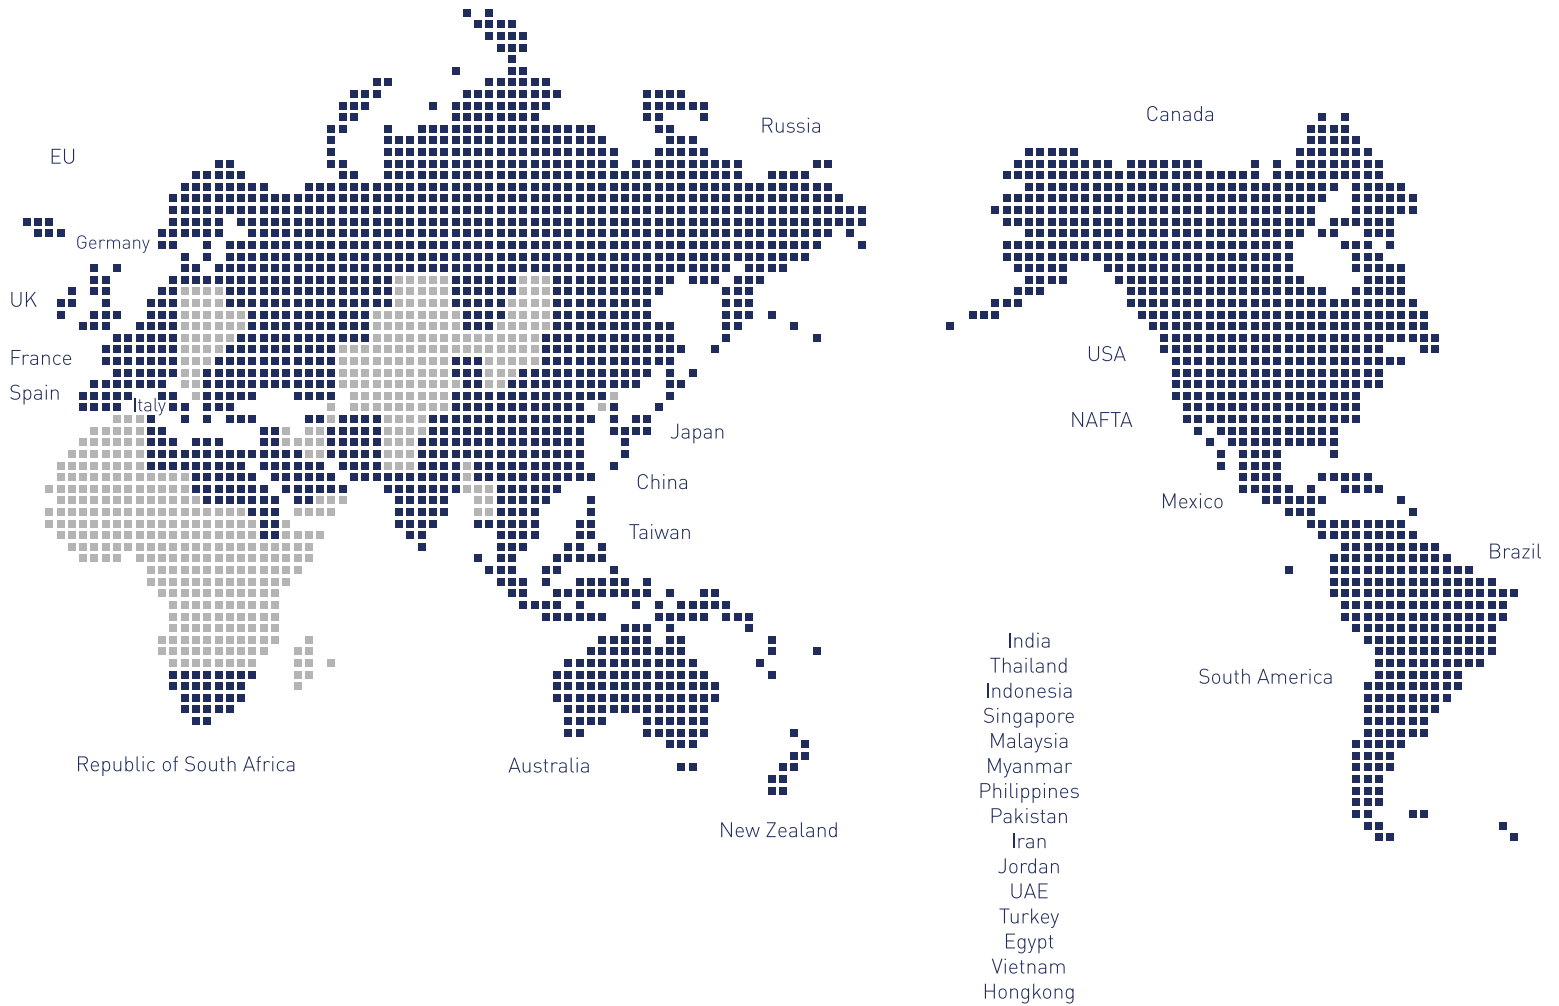 Canada
Russia
EU
Germany
UK
France
Spain
Italy
USA
NAFTA
Japan
China
Mexico
Taiwan
Brazil
India
Thailand
Indonesia
Singapore
Malaysia
Myanmar
Philippines
Pakistan
Iran
Jordan
UAE
Turkey
Egypt
Vietnam
Hongkong
South America
Republic of South Africa
Australia
New Zealand